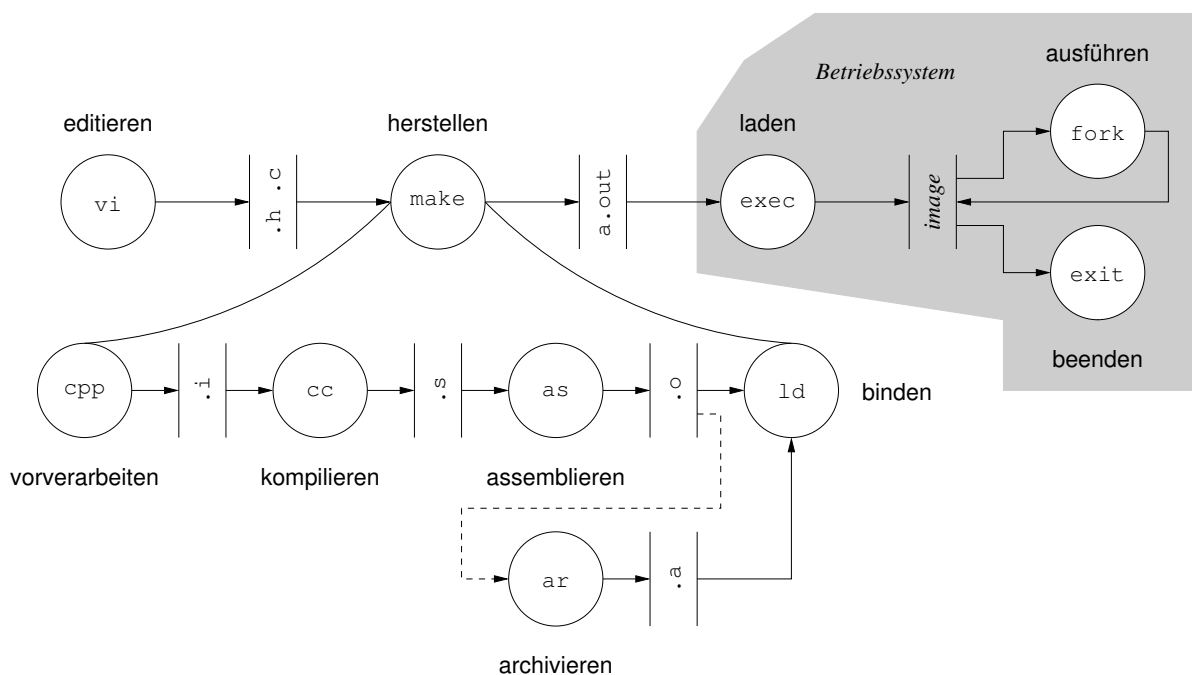 ausführen
Betriebssystem
editieren
herstellen
laden
fork
vi
.h .c
make
a.out
exec
image
exit
beenden
cpp
.i
cc
.s
as
.o
ld
binden
vorverarbeiten
kompilieren
assemblieren
ar
.a
archivieren